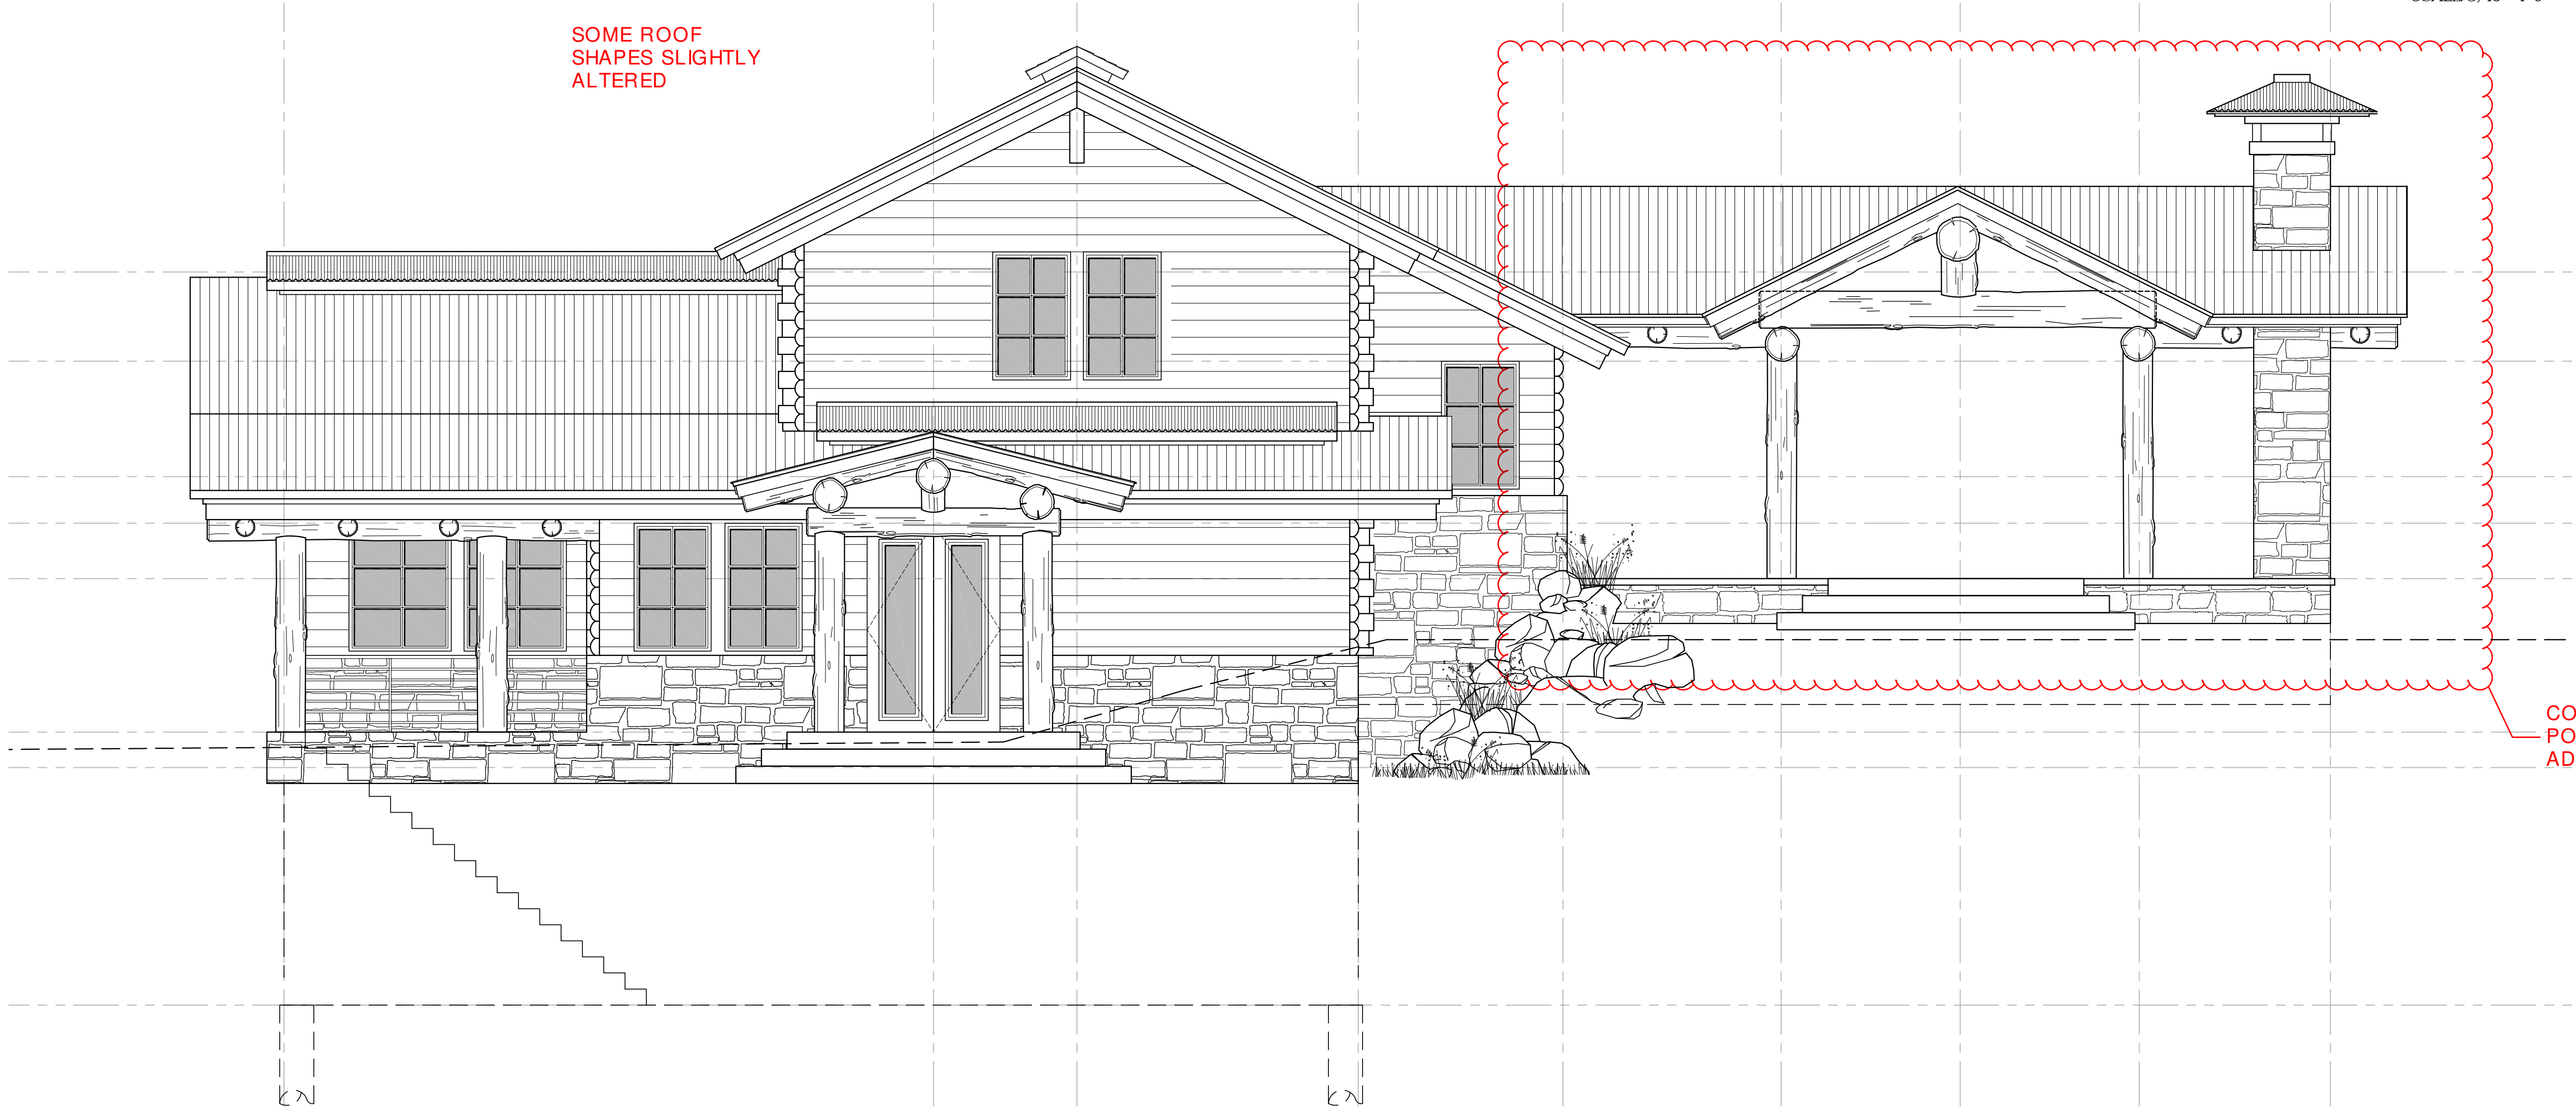 SOME ROOF
SHAPES SLIGHTLY
ALTERED
CO
PO
AD